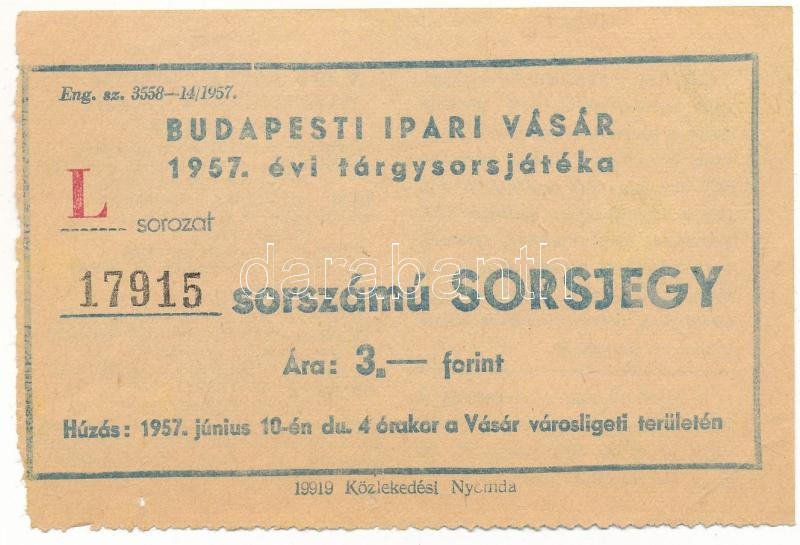 Eng. sz. 3558—14/1957.
BUDAPESTI IPARI VÁSÁR
1957. évi tárgysorsjátéka
L sorozat
17915 sorszámú SORSJEGY
darabanth
Ára: 3.— forint
Húzás: 1957. június 10-én du. 4 órakor a Vásár városligeti területén
19919 Közlekedési Nyomda